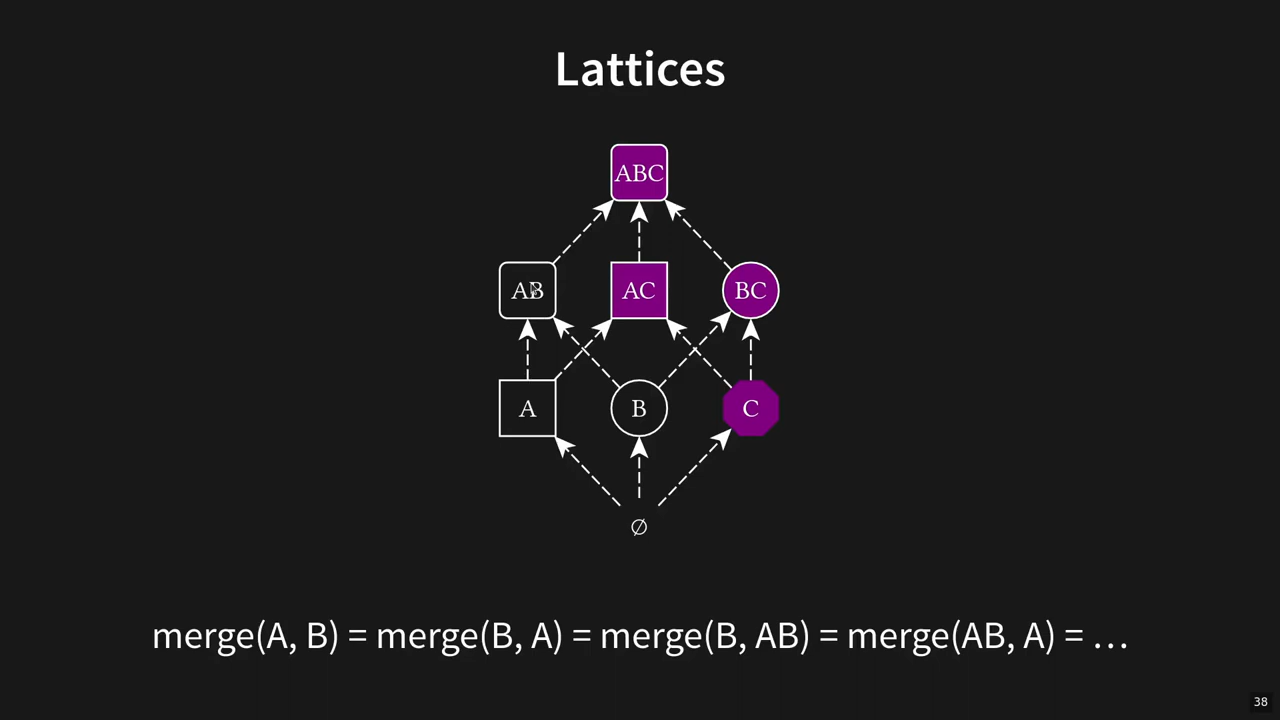 Lattices
ABC
AB AC BC
A B C
∅
merge(A, B) = merge(B, A) = merge(B, AB) = merge(AB, A) = …
38